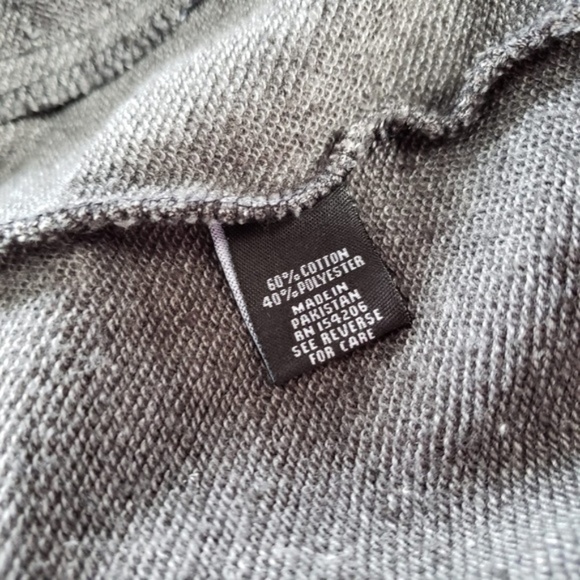 60% COTTON
40% POLYESTER
MADE IN
PAKISTAN
RN 154206
SEE REVERSE
FOR CARE